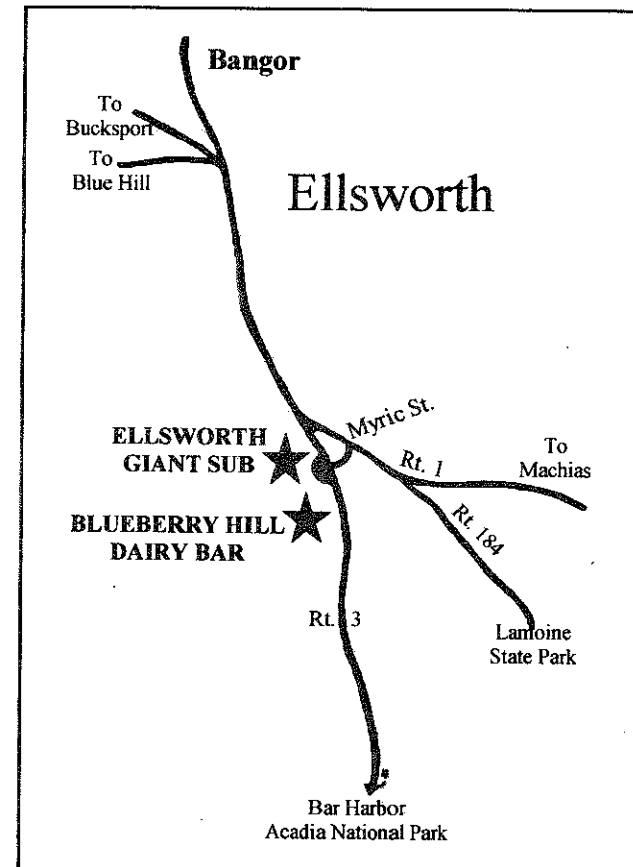 Bangor
To
Bucksport
To
Blue Hill
Ellsworth
Myric St.
ELLSWORTH
GIANT SUB
Rt. 1
To
Machias
BLUEBERRY HILL
DAIRY BAR
Rt. 184
Rt. 3
Lamoine
State Park
Bar Harbor
Acadia National Park